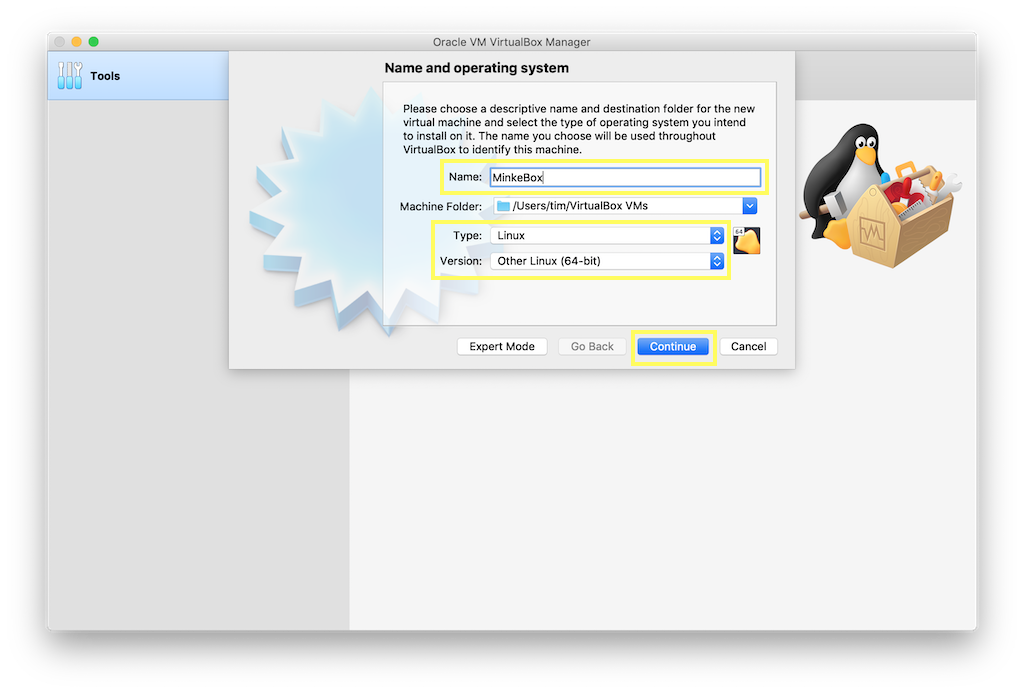 Oracle VM VirtualBox Manager
Tools
Name and operating system
Please choose a descriptive name and destination folder for the new
virtual machine and select the type of operating system you intend
to install on it. The name you choose will be used throughout
VirtualBox to identify this machine.
Name: MinkeBox
Machine Folder: /Users/tim/VirtualBox VMs
Type: Linux
64
Version: Other Linux (64-bit)
Expert Mode Go Back Continue Cancel